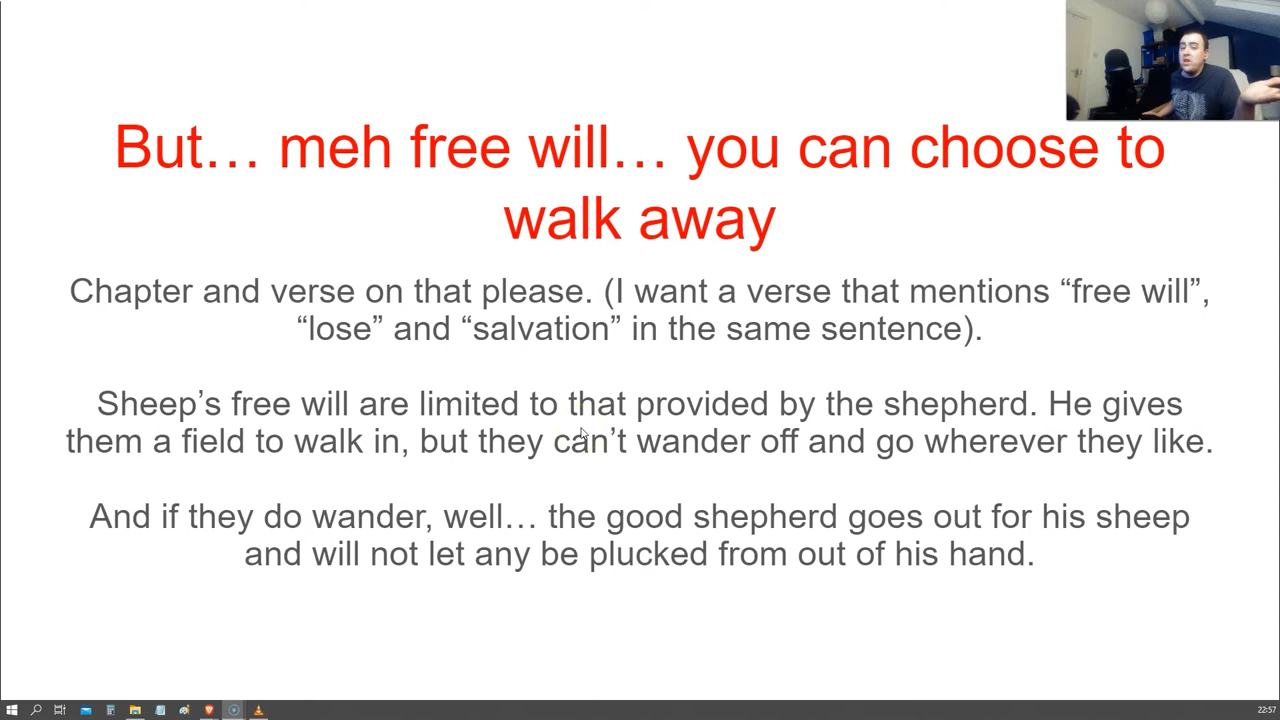 But… meh free will… you can choose to
walk away
Chapter and verse on that please. (I want a verse that mentions “free will”,
“lose” and “salvation” in the same sentence).
Sheep’s free will are limited to that provided by the shepherd. He gives
them a field to walk in, but they can’t wander off and go wherever they like.
And if they do wander, well… the good shepherd goes out for his sheep
and will not let any be plucked from out of his hand.
22:57